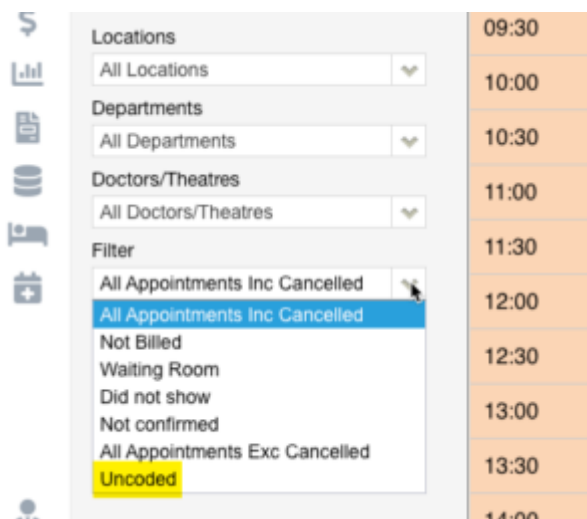 Locations
All Locations
Departments
All Departments
Doctors/Theatres
All Doctors/Theatres
Filter
All Appointments Inc Cancelled
All Appointments Inc Cancelled
Not Billed
Waiting Room
Did not show
Not confirmed
All Appointments Exc Cancelled
Uncoded
09:30
10:00
10:30
11:00
11:30
12:00
12:30
13:00
13:30
14:00